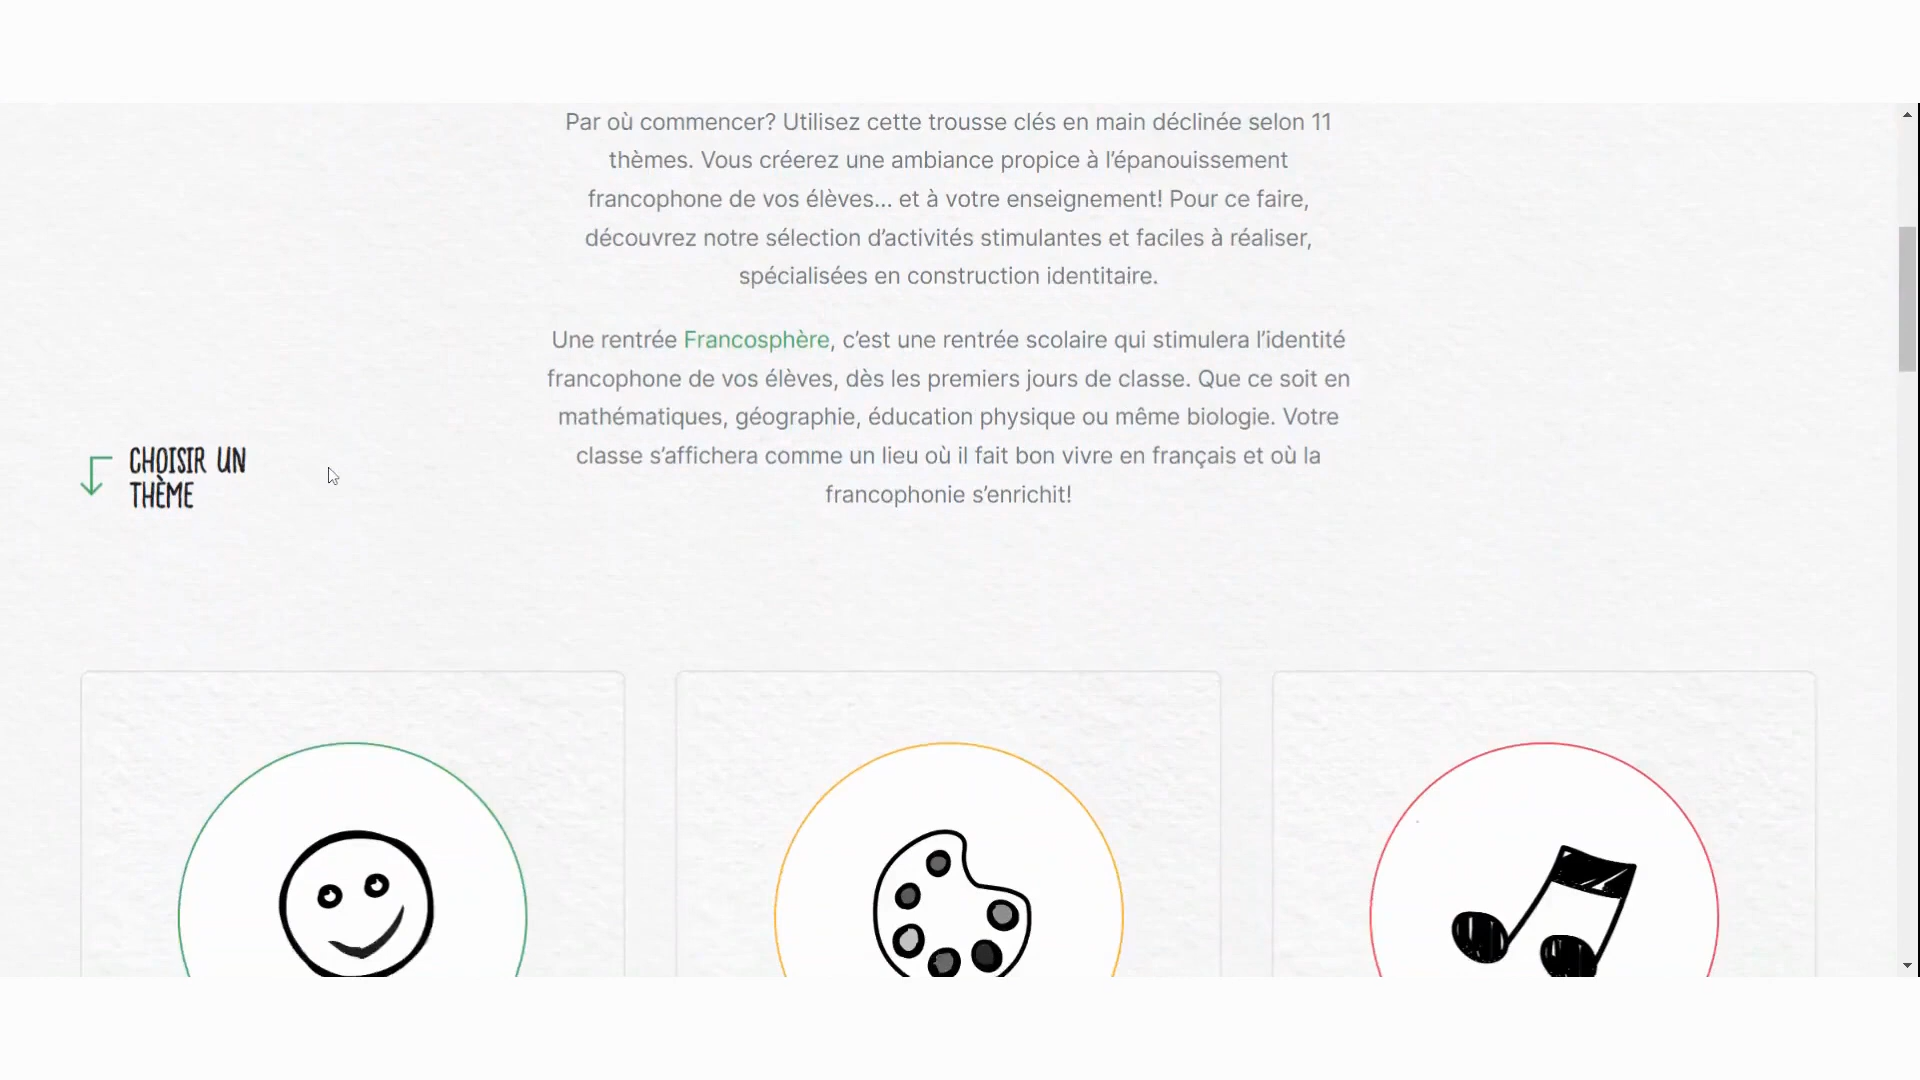 Par où commencer? Utilisez cette trousse clés en main déclinée selon 11
thèmes. Vous créerez une ambiance propice à l’épanouissement
francophone de vos élèves… et à votre enseignement! Pour ce faire,
découvrez notre sélection d’activités stimulantes et faciles à réaliser,
spécialisées en construction identitaire.
Une rentrée Francosphère, c’est une rentrée scolaire qui stimulera l’identité
francophone de vos élèves, dès les premiers jours de classe. Que ce soit en
mathématiques, géographie, éducation physique ou même biologie. Votre
classe s’affichera comme un lieu où il fait bon vivre en français et où la
francophonie s’enrichit!
CHOISIR UN
THÈME